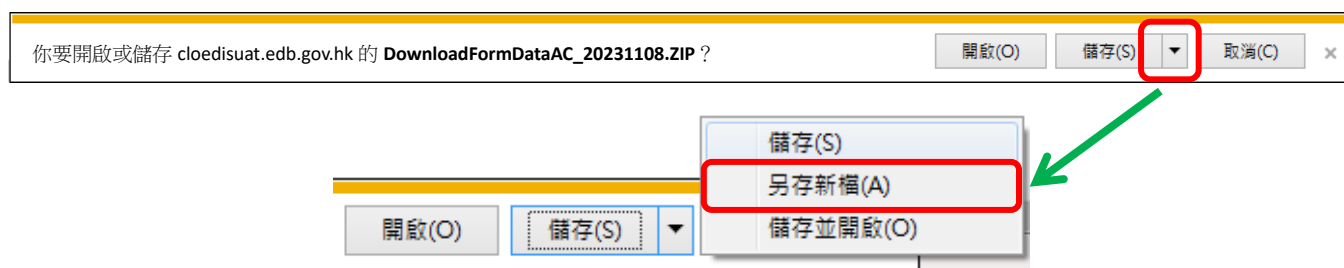 你要開啟或儲存 cloedisuat.edb.gov.hk 的 DownloadFormDataAC_20231108.ZIP？ 開啟(O) 儲存(S) 取消(C) ×
儲存(S)
另存新檔(A)
開啟(O) 儲存(S) 儲存並開啟(O)